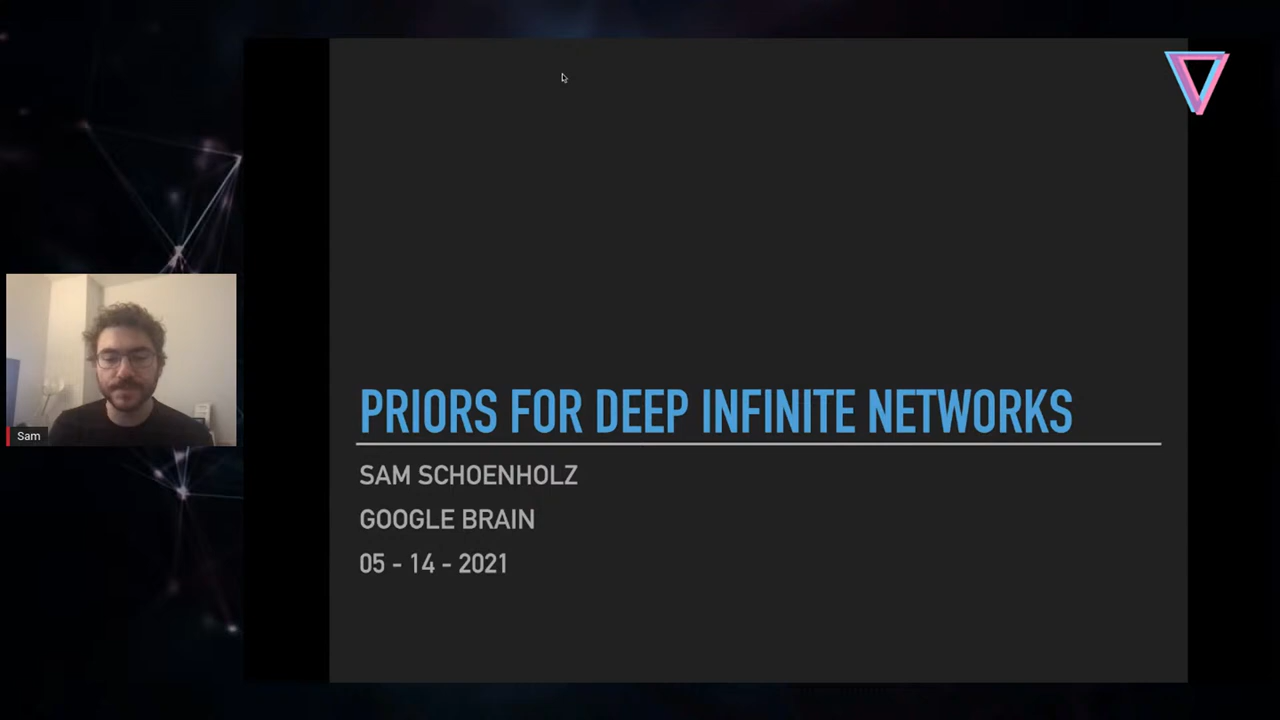 PRIORS FOR DEEP INFINITE NETWORKS
SAM SCHOENHOLZ
GOOGLE BRAIN
05 - 14 - 2021
Sam